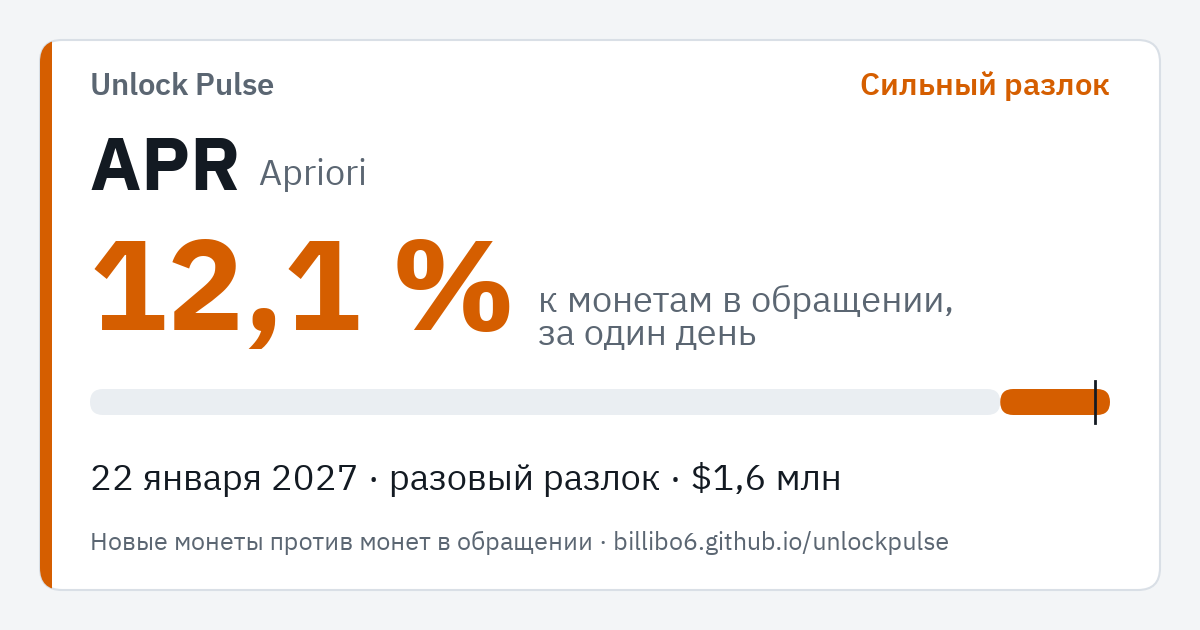 Unlock Pulse
Сильный разлок
APR Apriori
12,1 % к монетам в обращении,
за один день
22 января 2027 · разовый разлок · $1,6 млн
Новые монеты против монет в обращении · billibo6.github.io/unlockpulse